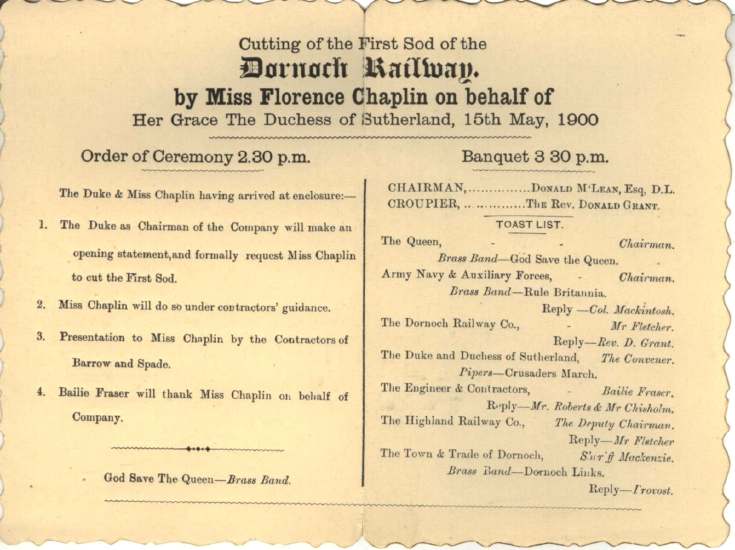 Cutting of the First Sod of the
Dornoch Railway.
by Miss Florence Chaplin on behalf of
Her Grace The Duchess of Sutherland, 15th May, 1900
Order of Ceremony 2.30 p.m.
The Duke & Miss Chaplin having arrived at enclosure:—
1. The Duke as Chairman of the Company will make an
opening statement, and formally request Miss Chaplin
to cut the First Sod.
2. Miss Chaplin will do so under contractors' guidance.
3. Presentation to Miss Chaplin by the Contractors of
Barrow and Spade.
4. Bailie Fraser will thank Miss Chaplin on behalf of
Company.
God Save The Queen—Brass Band.
Banquet 3 30 p.m.
CHAIRMAN,...............DONALD M'LEAN, Esq, D.L.
CROUPIER, ................THE REV. DONALD GRANT.
TOAST LIST.
The Queen, - - Chairman.
Brass Band—God Save the Queen.
Army Navy & Auxiliary Forces, - Chairman.
Brass Band—Rule Britannia.
Reply —Col. Mackintosh.
The Dornoch Railway Co., - Mr Fletcher.
Reply—Rev. D. Grant.
The Duke and Duchess of Sutherland, The Convener.
Pipers—Crusaders March.
The Engineer & Contractors, - Bailie Fraser.
Reply—Mr. Roberts & Mr Chisholm.
The Highland Railway Co., The Deputy Chairman.
Reply—Mr Fletcher
The Town & Trade of Dornoch, Sheriff Mackenzie.
Brass Band—Dornoch Links.
Reply—Provost.